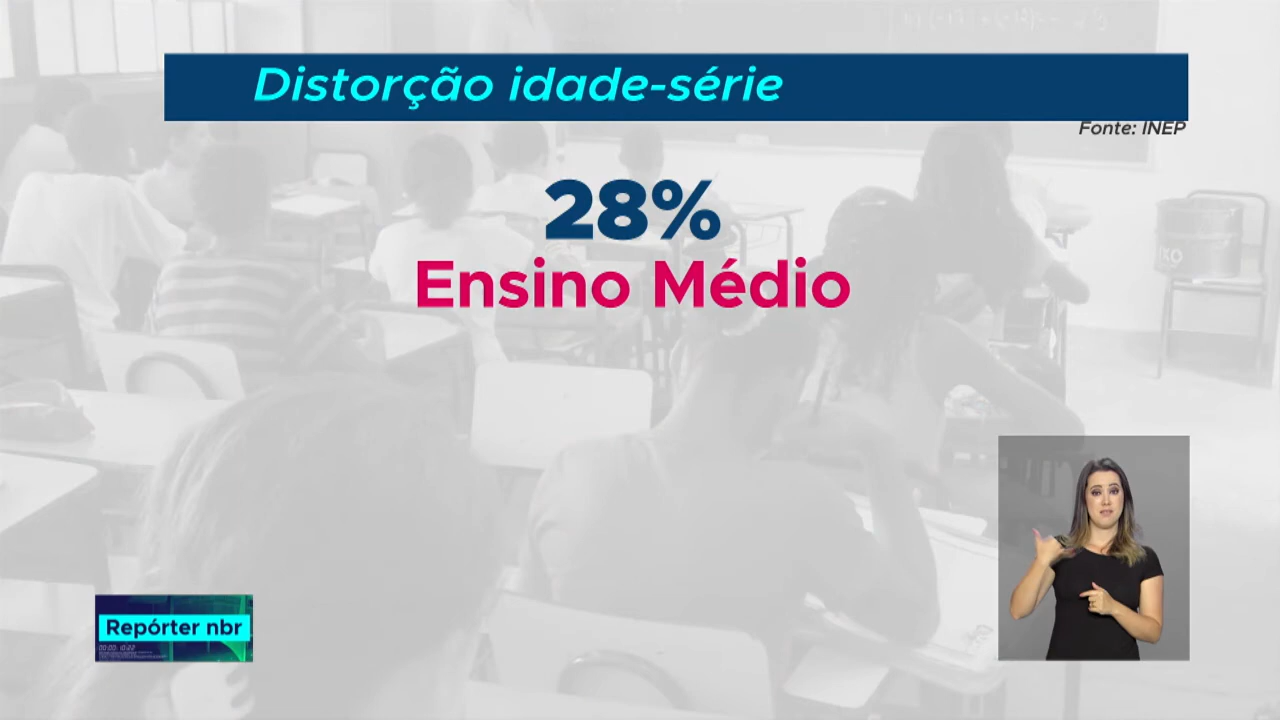 Distorção idade-série
Fonte: INEP
28%
Ensino Médio
Repórter nbr